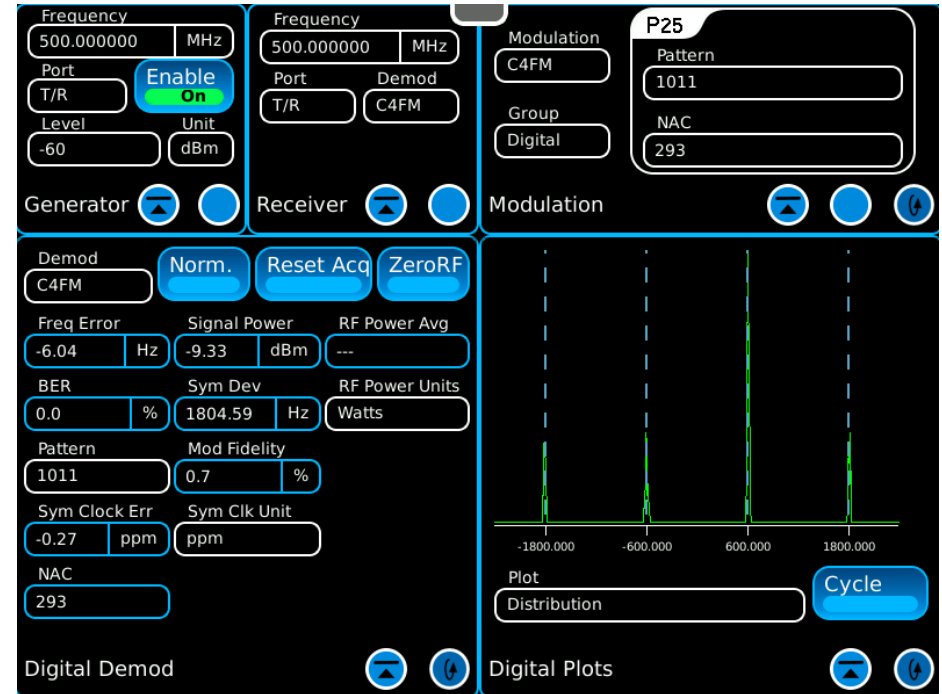 Frequency
500.000000 MHz
Port
T/R
Enable
On
Level Unit
-60 dBm
Generator
Frequency
500.000000 MHz
Port Demod
T/R C4FM
Receiver
Modulation
C4FM
Group
Digital
P25
Pattern
1011
NAC
293
Modulation
Demod
C4FM
Norm. Reset Acq ZeroRF
Freq Error Signal Power RF Power Avg
-6.04 Hz -9.33 dBm ---
BER Sym Dev RF Power Units
0.0 % 1804.59 Hz Watts
Pattern Mod Fidelity
1011 0.7 %
Sym Clock Err Sym Clk Unit
-0.27 ppm ppm
NAC
293
Digital Demod
-1800.000 -600.000 600.000 1800.000
Plot
Distribution
Cycle
Digital Plots